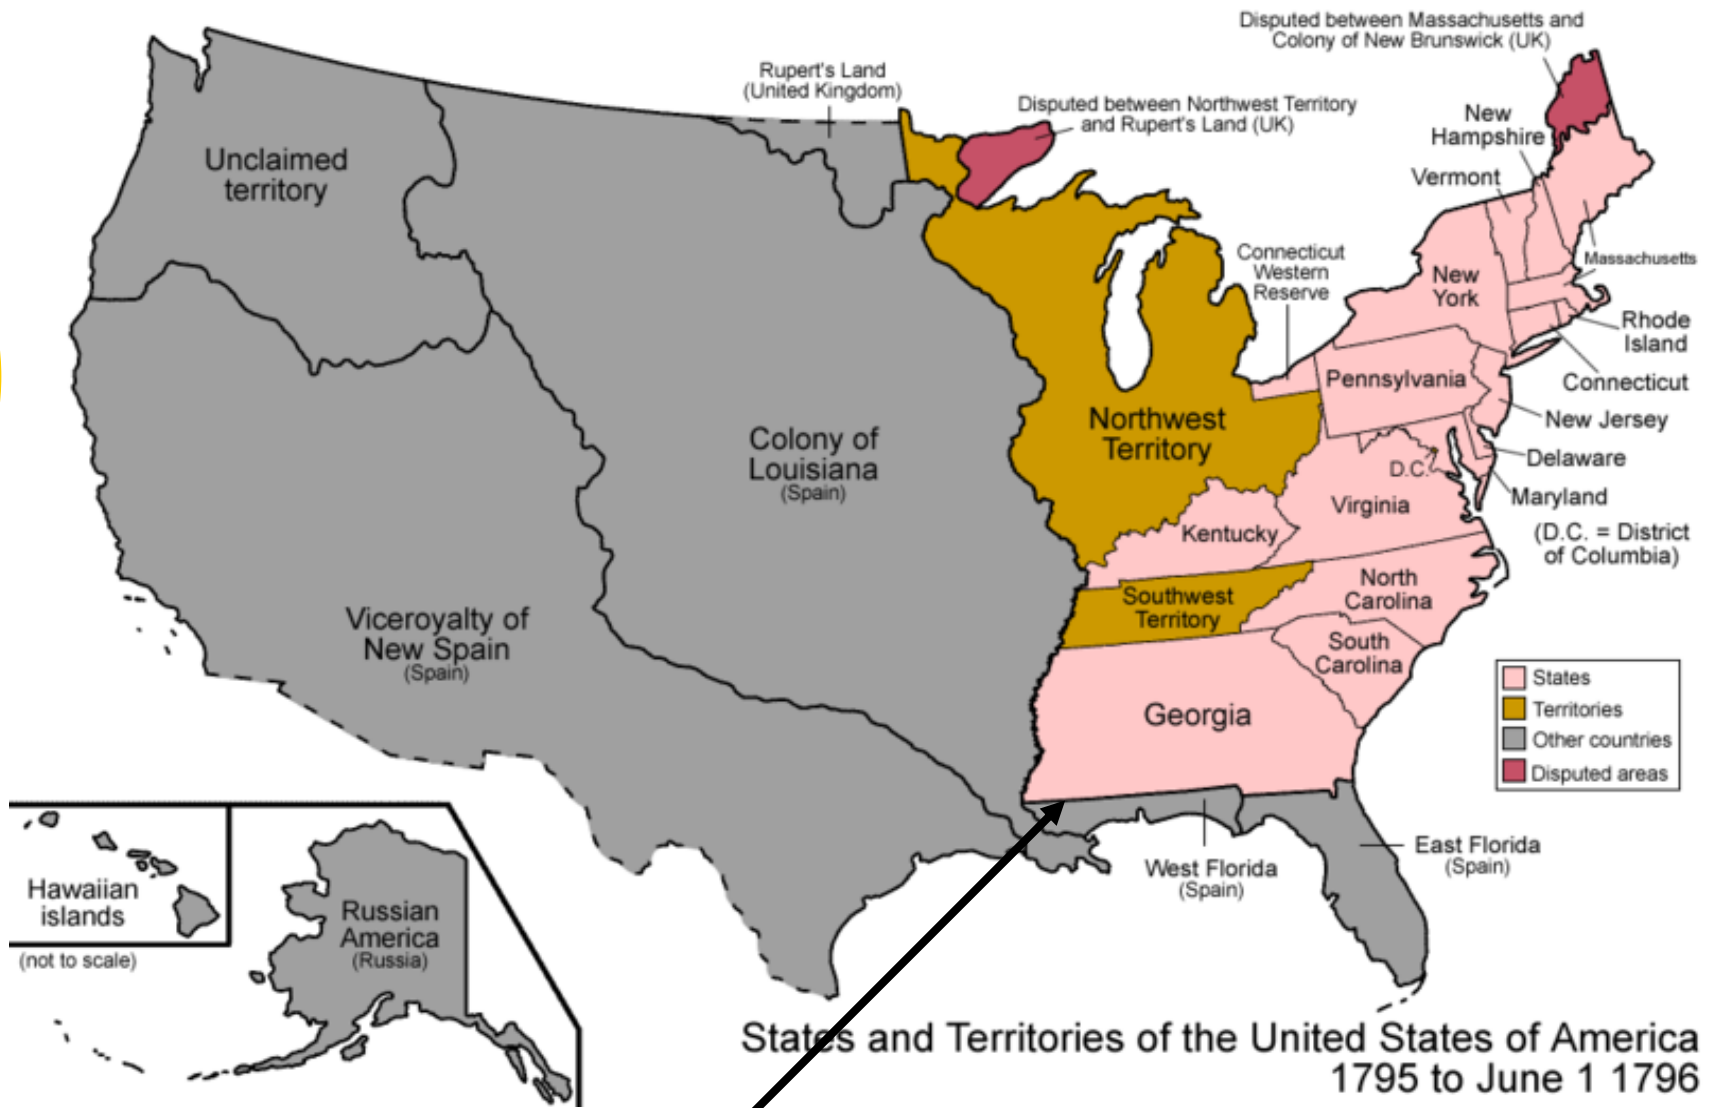 Disputed between Massachusetts and
Colony of New Brunswick (UK)
Rupert's Land
(United Kingdom)
Disputed between Northwest Territory
and Rupert's Land (UK)
New
Hampshire
Vermont
Unclaimed
territory
Connecticut
Western
Reserve
Massachusetts
New
York
Rhode
Island
Pennsylvania
Connecticut
Northwest
Territory
New Jersey
Colony of
Louisiana
(Spain)
D.C.
Delaware
Maryland
Virginia
(D.C. = District
of Columbia)
Kentucky
Southwest
Territory
North
Carolina
Viceroyalty of
New Spain
(Spain)
South
Carolina
Georgia
States
Territories
Other countries
Disputed areas
West Florida
(Spain)
East Florida
(Spain)
Hawaiian
islands
(not to scale)
Russian
America
(Russia)
States and Territories of the United States of America
1795 to June 1 1796